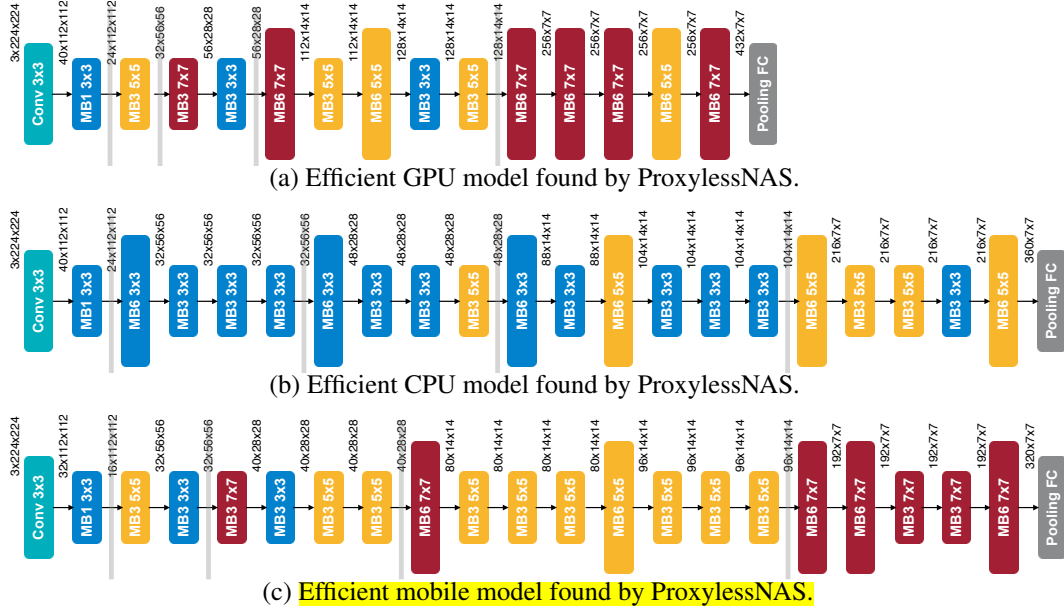 3x224x224
40x112x112
24x112x112
32x56x56
56x28x28
56x28x28
112x14x14
112x14x14
128x14x14
128x14x14
128x14x14
256x7x7
256x7x7
256x7x7
256x7x7
432x7x7
Conv 3x3
MB1 3x3
MB3 5x5
MB3 7x7
MB3 3x3
MB6 7x7
MB3 5x5
MB6 5x5
MB3 3x3
MB3 5x5
MB6 7x7
MB6 7x7
MB6 7x7
MB6 5x5
MB6 7x7
Pooling FC
(a) Efficient GPU model found by ProxylessNAS.
3x224x224
40x112x112
24x112x112
32x56x56
32x56x56
32x56x56
32x56x56
48x28x28
48x28x28
48x28x28
48x28x28
88x14x14
88x14x14
104x14x14
104x14x14
104x14x14
104x14x14
216x7x7
216x7x7
216x7x7
216x7x7
360x7x7
Conv 3x3
MB1 3x3
MB6 3x3
MB3 3x3
MB3 3x3
MB3 3x3
MB6 3x3
MB3 3x3
MB3 3x3
MB3 5x5
MB6 3x3
MB3 3x3
MB6 5x5
MB3 3x3
MB3 3x3
MB3 3x3
MB6 5x5
MB3 5x5
MB3 5x5
MB3 3x3
MB6 5x5
Pooling FC
(b) Efficient CPU model found by ProxylessNAS.
3x224x224
32x112x112
16x112x112
32x56x56
32x56x56
40x28x28
40x28x28
40x28x28
40x28x28
80x14x14
80x14x14
80x14x14
80x14x14
96x14x14
96x14x14
96x14x14
96x14x14
192x7x7
192x7x7
192x7x7
192x7x7
320x7x7
Conv 3x3
MB1 3x3
MB3 5x5
MB3 3x3
MB3 7x7
MB3 3x3
MB3 5x5
MB3 5x5
MB6 7x7
MB3 5x5
MB3 5x5
MB3 5x5
MB6 5x5
MB3 5x5
MB3 5x5
MB3 5x5
MB6 7x7
MB6 7x7
MB3 7x7
MB3 7x7
MB6 7x7
Pooling FC
(c) Efficient mobile model found by ProxylessNAS.